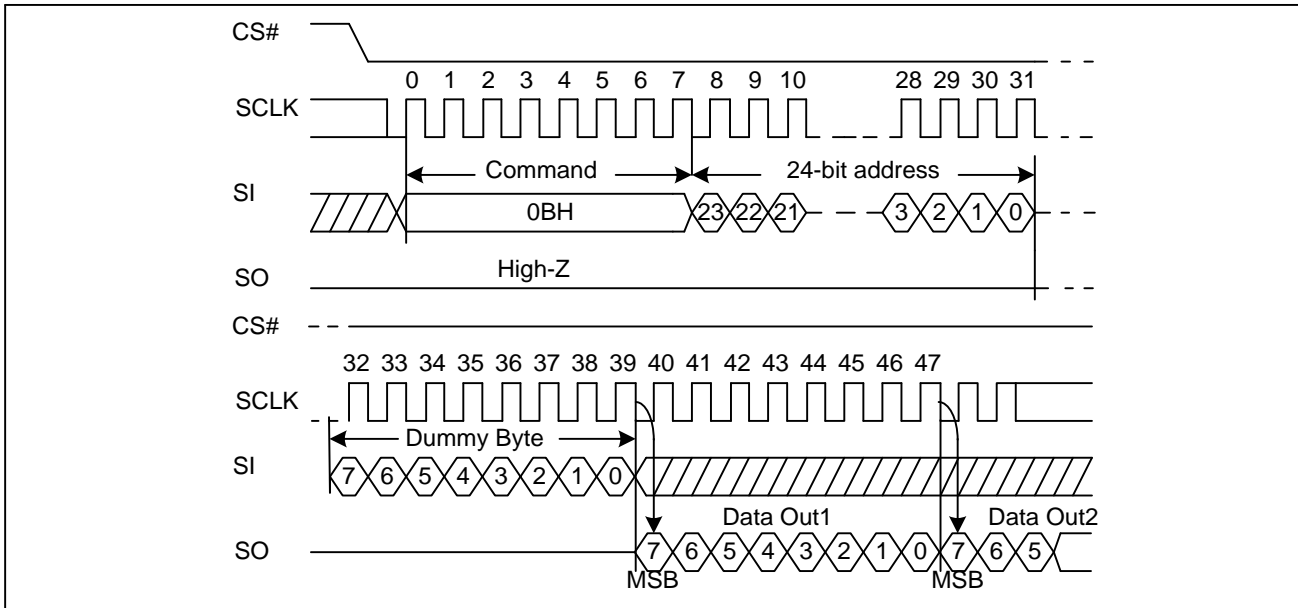 CS#
0 1 2 3 4 5 6 7 8 9 10 28 29 30 31
SCLK
Command 24-bit address
SI
0BH 23 22 21 3 2 1 0
High-Z
SO
CS#
32 33 34 35 36 37 38 39 40 41 42 43 44 45 46 47
SCLK
Dummy Byte
SI
7 6 5 4 3 2 1 0
Data Out1 Data Out2
SO
7 6 5 4 3 2 1 0 7 6 5
MSB MSB